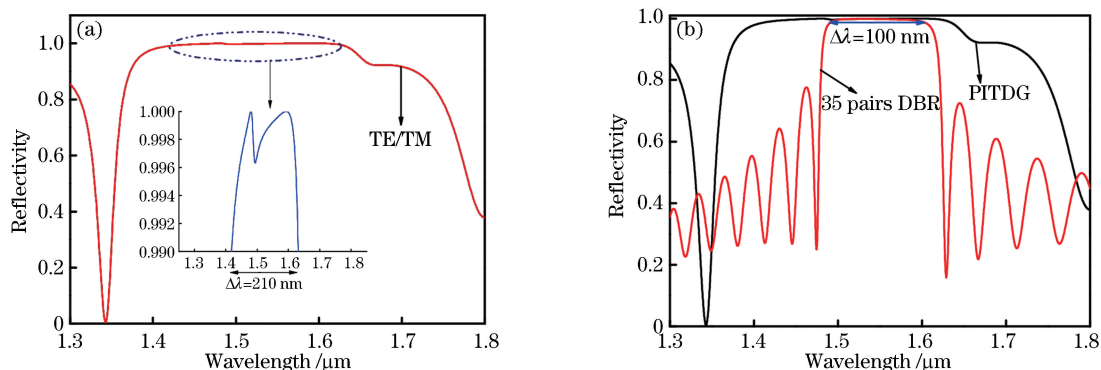 (a)
1.0
0.8
0.6
0.4
0.2
0
Reflectivity
1.3 1.4 1.5 1.6 1.7 1.8
Wavelength /μm
TE/TM
1.000
0.998
0.996
0.994
0.992
0.990
1.3 1.4 1.5 1.6 1.7 1.8
Δλ=210 nm
(b)
1.0
0.8
0.6
0.4
0.2
0
Reflectivity
1.3 1.4 1.5 1.6 1.7 1.8
Wavelength /μm
Δλ=100 nm
35 pairs DBR
PITDG